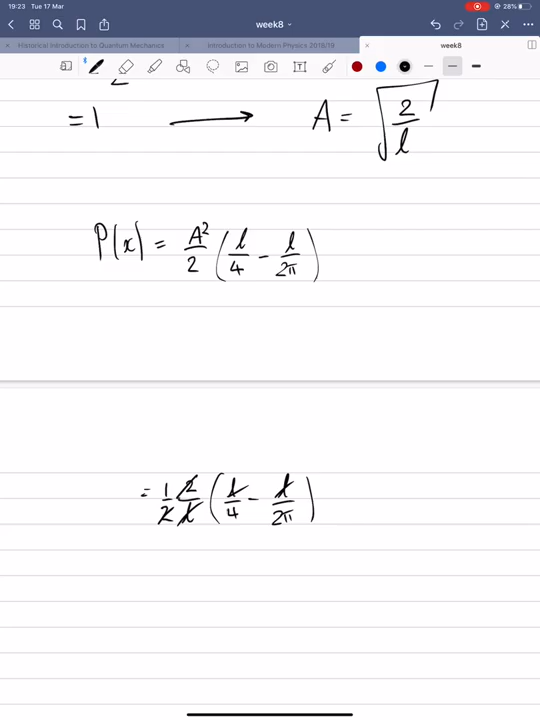 19:23 Tue 17 Mar 28%
week8
Historical Introduction to Quantum Mechanics Introduction to Modern Physics 2018/19 week8
2
=1 → A = √(2/l)
P(x) = A²/2 (l/4 − l/2π)
= 1/2 2/l (l/4 − l/2π)